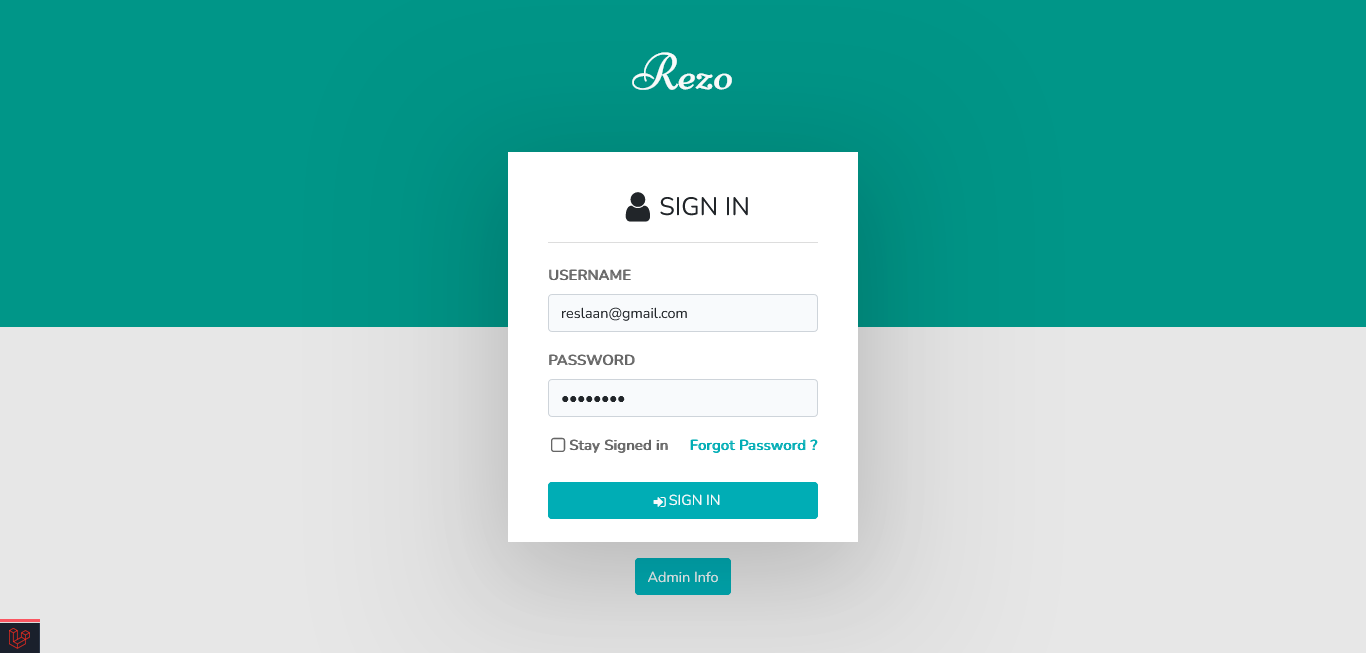 Rezo
SIGN IN
USERNAME
reslaan@gmail.com
PASSWORD
••••••••
Stay Signed in
Forgot Password ?
SIGN IN
Admin Info